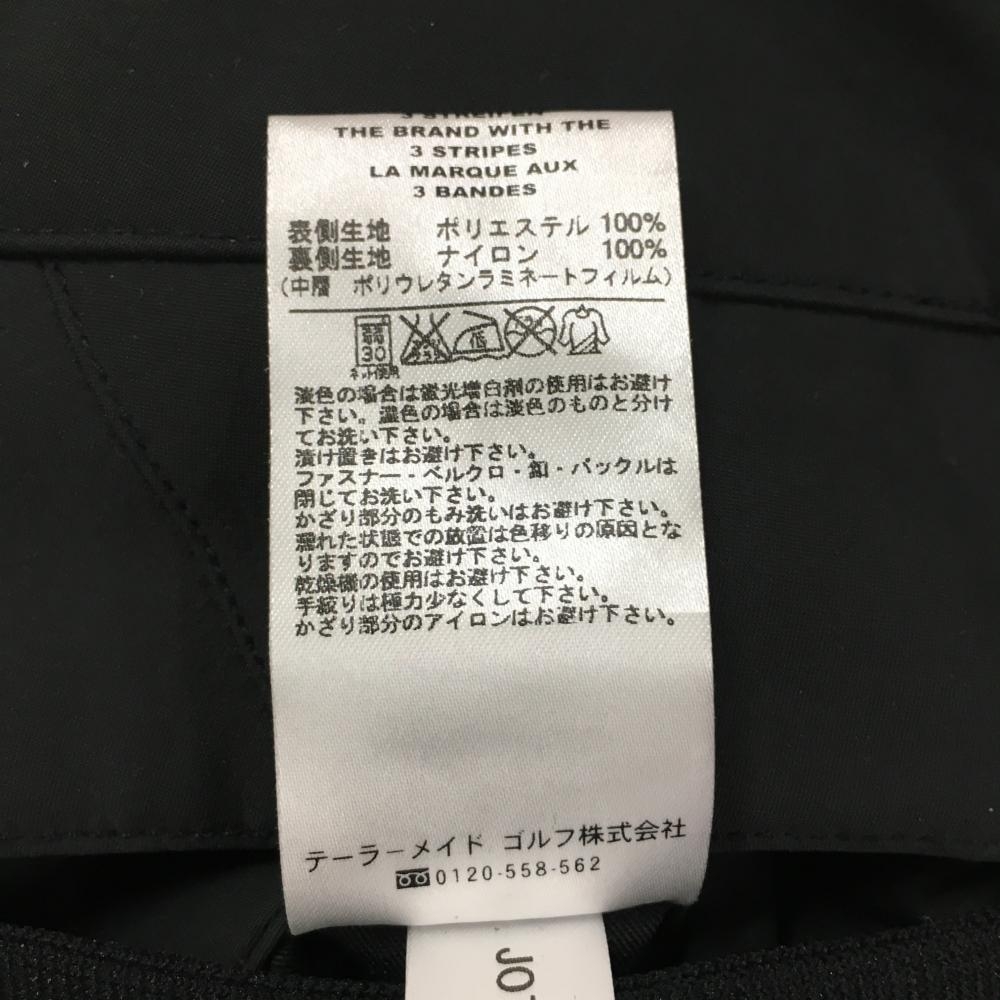 3 STREIFEN
THE BRAND WITH THE
3 STRIPES
LA MARQUE AUX
3 BANDES
表側生地 ポリエステル 100%
裏側生地 ナイロン 100%
(中層 ポリウレタンラミネートフィルム)
30 低
ネット使用
淡色の場合は蛍光増白剤の使用はお避け
下さい。濃色の場合は淡色のものと分け
てお洗い下さい。
漬け置きはお避け下さい。
ファスナー・ベルクロ・釦・バックルは
閉じてお洗い下さい。
かざり部分のもみ洗いはお避け下さい。
濡れた状態での放置は色移りの原因とな
りますのでお避け下さい。
乾燥機の使用はお避け下さい。
手絞りは極力少なくして下さい。
かざり部分のアイロンはお避け下さい。
テーラーメイド ゴルフ株式会社
0120-558-562